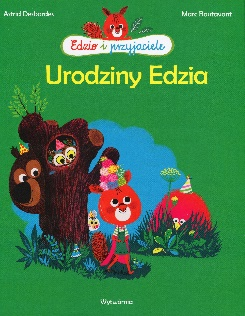 Astrid Desbordes
Marc Boutavant
Edzio i przyjaciele
Urodziny Edzia
Wytwórnia